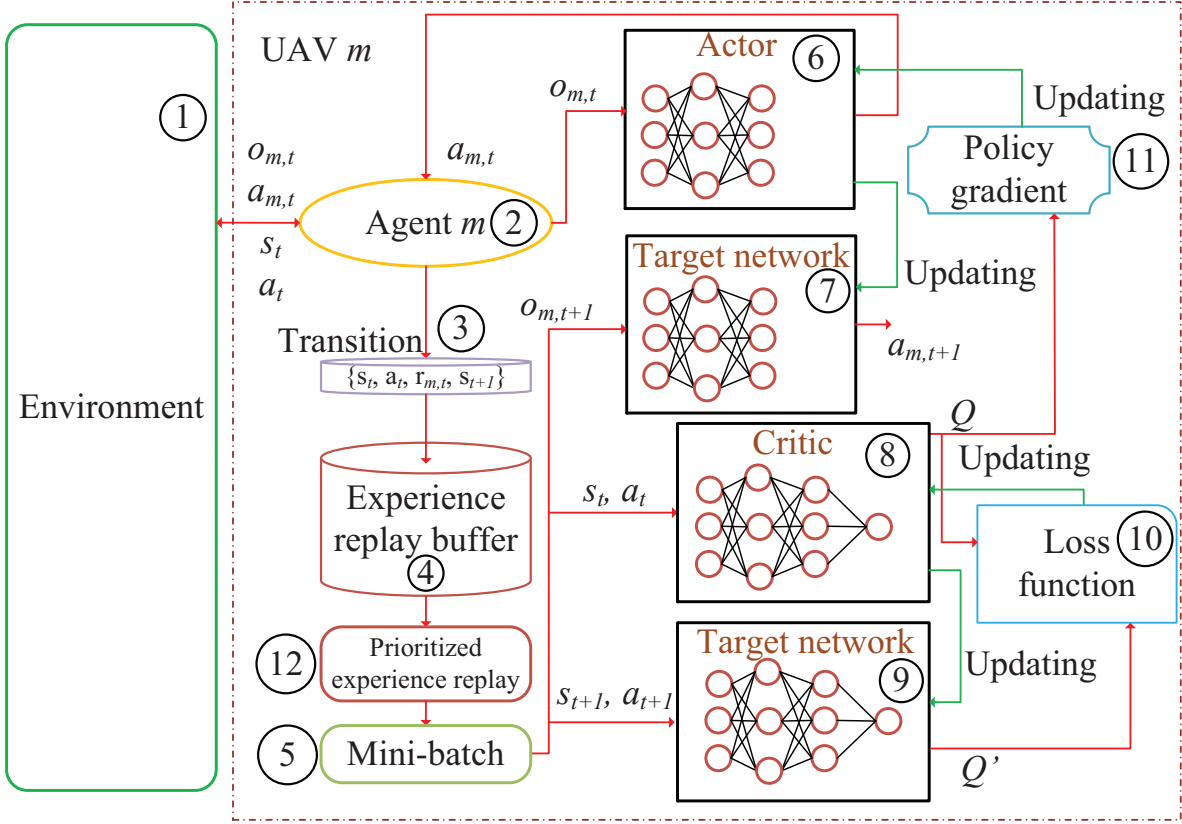 UAV m
Actor
6
1
o_{m,t}
Updating
o_{m,t}
a_{m,t}
Policy
gradient
11
a_{m,t}
Agent m
2
s_t
a_t
Target network
7
Updating
o_{m,t+1}
3
Transition
a_{m,t+1}
{s_t, a_t, r_{m,t}, s_{t+1}}
Environment
Q
Critic
8
Updating
Experience
replay buffer
4
s_t, a_t
Loss
function
10
12
Prioritized
experience replay
Target network
9
Updating
s_{t+1}, a_{t+1}
5
Mini-batch
Q’